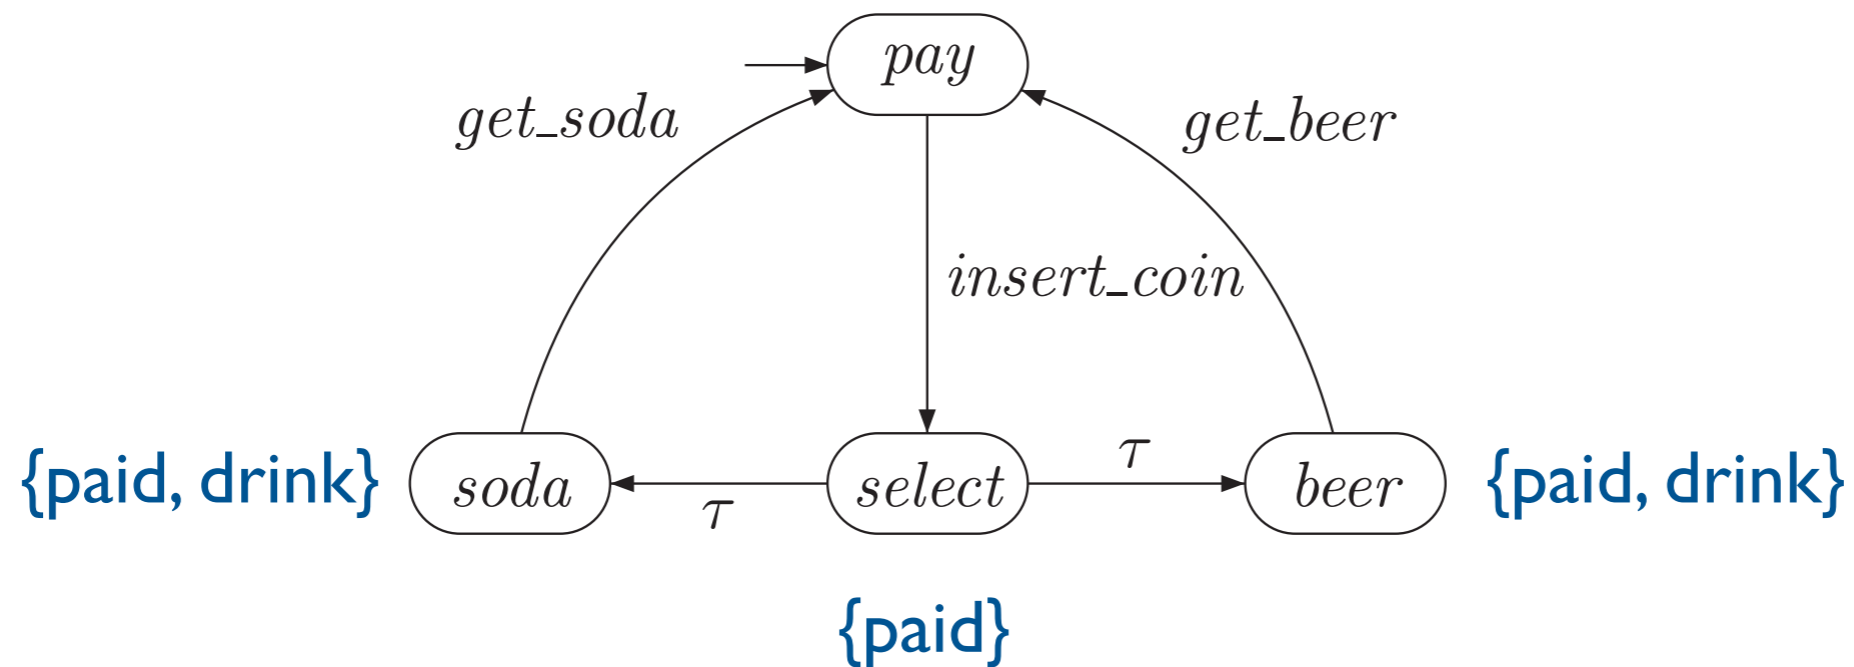 pay
get_soda
get_beer
insert_coin
{paid, drink}
soda
τ
select
τ
beer
{paid, drink}
{paid}